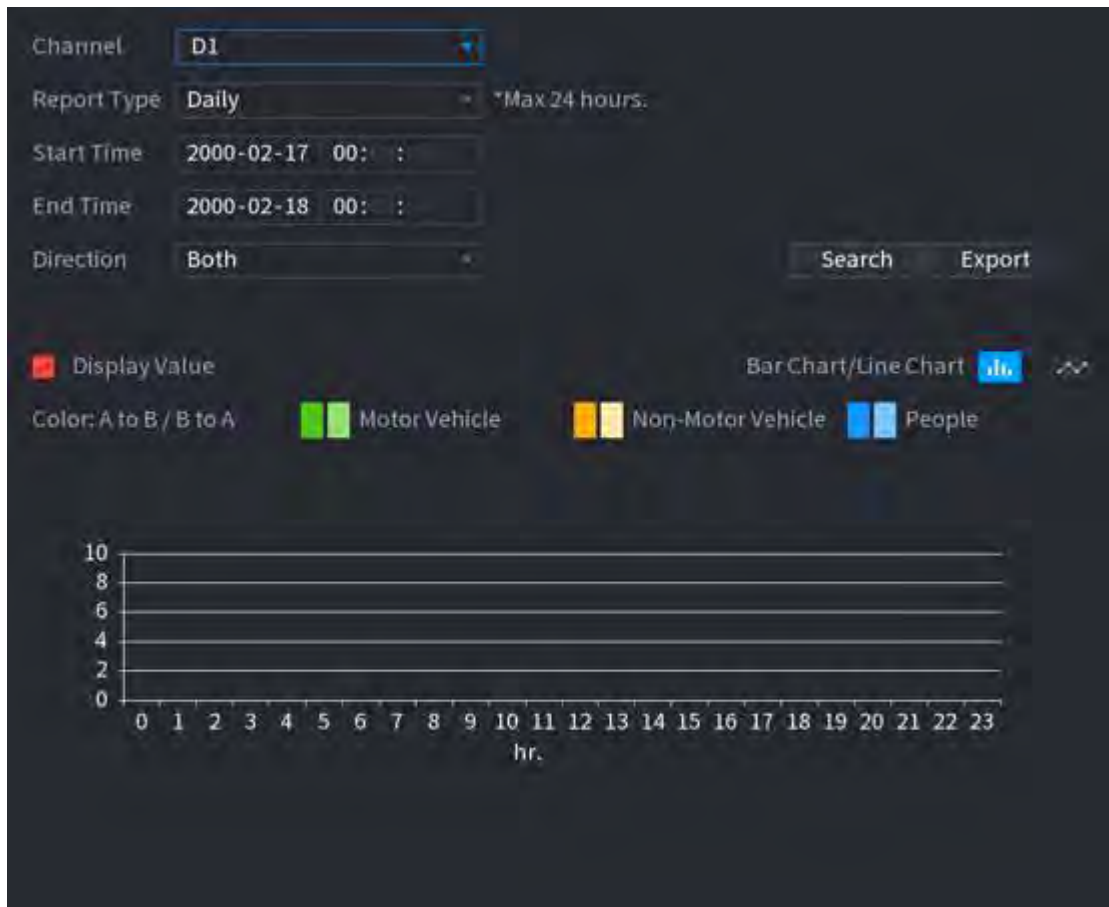 Channel D1
Report Type Daily *Max 24 hours.
Start Time 2000-02-17 00: :
End Time 2000-02-18 00: :
Direction Both Search Export
Display Value Bar Chart/Line Chart
Color: A to B / B to A Motor Vehicle Non-Motor Vehicle People
10
8
6
4
2
0
0 1 2 3 4 5 6 7 8 9 10 11 12 13 14 15 16 17 18 19 20 21 22 23
hr.